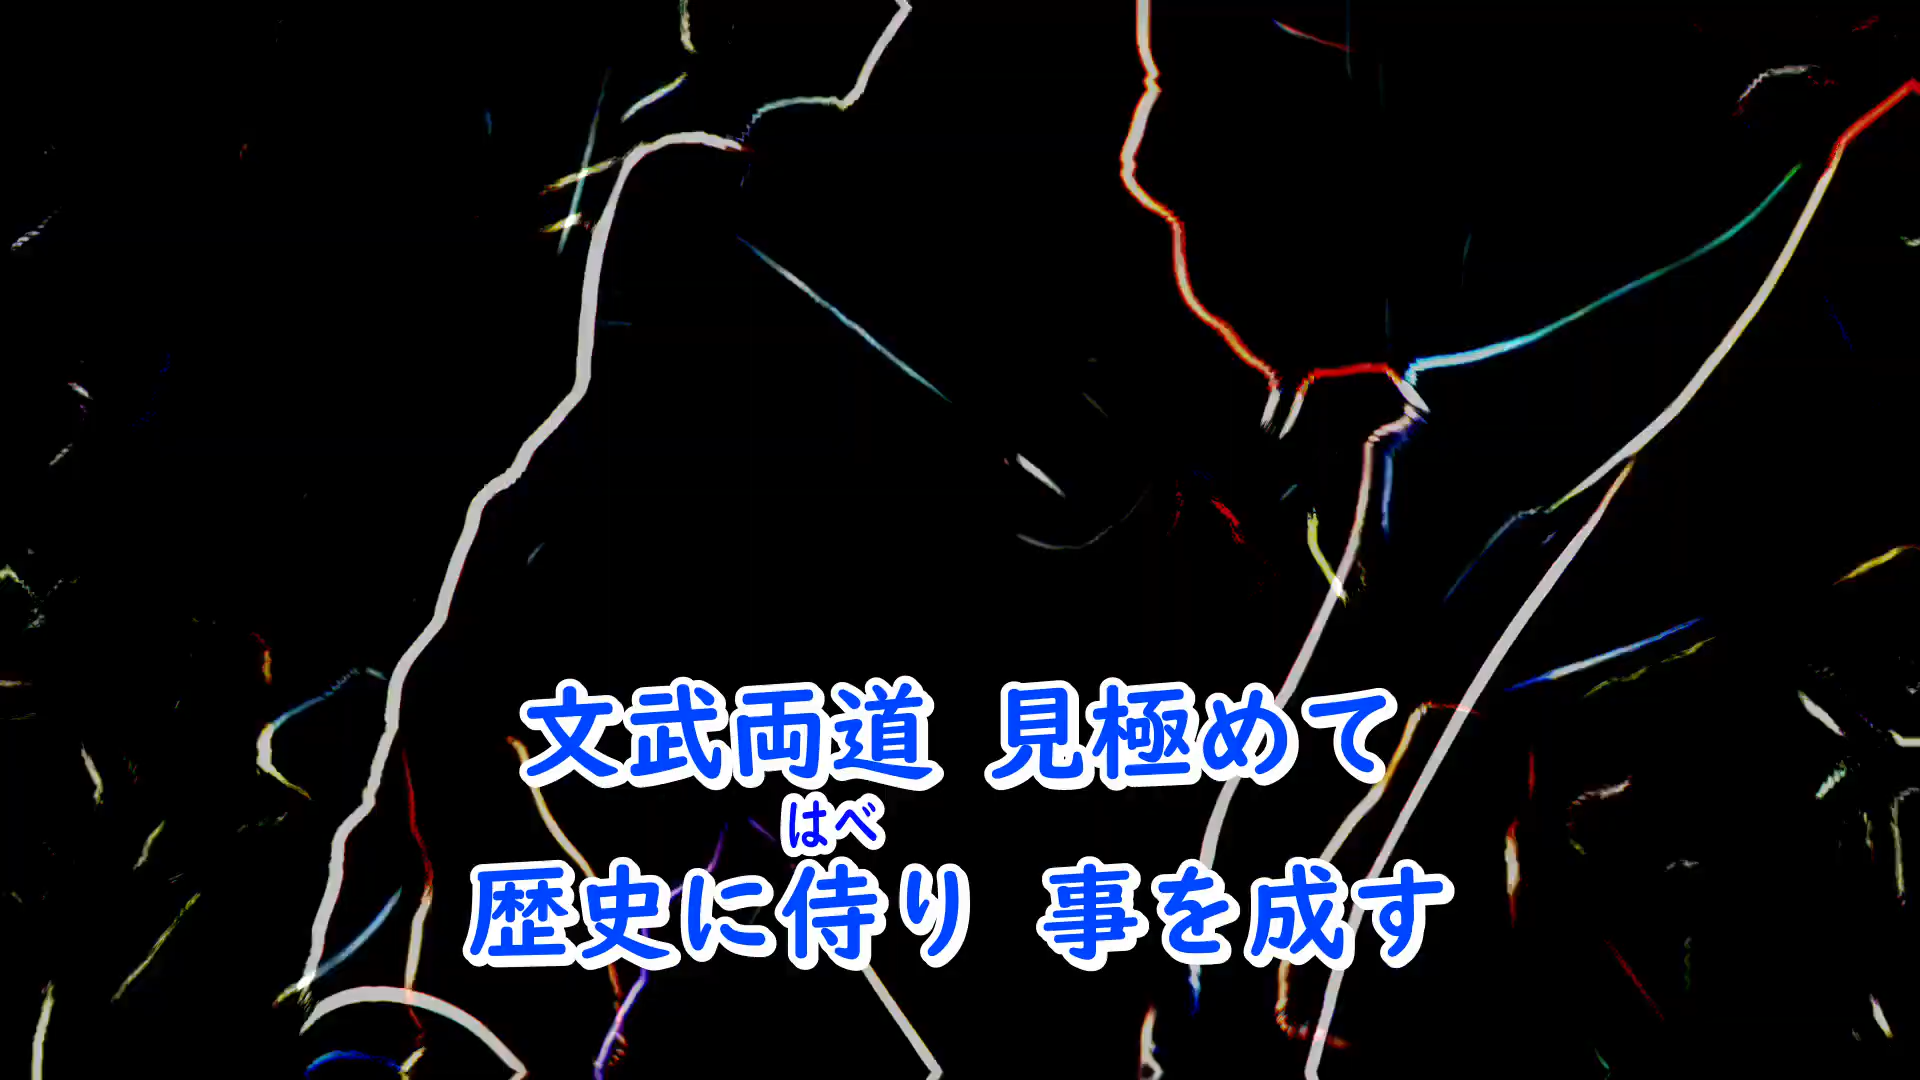 文武両道 見極めて
はべ
歴史に侍り 事を成す